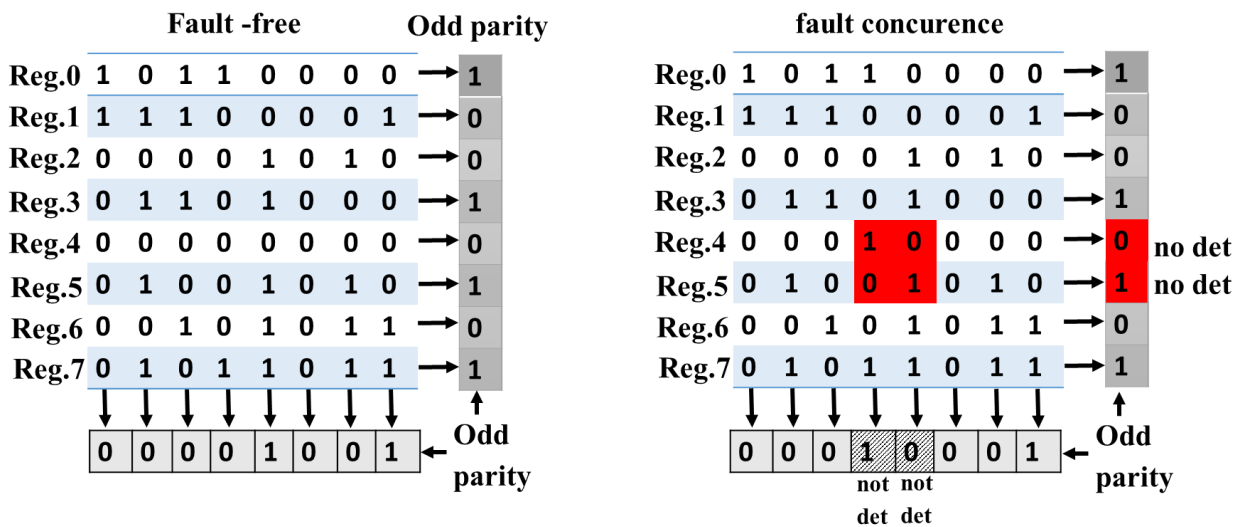 Fault -free
Odd parity
Reg.0 1 0 1 1 0 0 0 0 1
Reg.1 1 1 1 0 0 0 0 1 0
Reg.2 0 0 0 0 1 0 1 0 0
Reg.3 0 1 1 0 1 0 0 0 1
Reg.4 0 0 0 0 0 0 0 0 0
Reg.5 0 1 0 0 1 0 1 0 1
Reg.6 0 0 1 0 1 0 1 1 0
Reg.7 0 1 0 1 1 0 1 1 1
0 0 0 0 1 0 0 1
Odd
parity
fault concurence
Reg.0 1 0 1 1 0 0 0 0 1
Reg.1 1 1 1 0 0 0 0 1 0
Reg.2 0 0 0 0 1 0 1 0 0
Reg.3 0 1 1 0 1 0 0 0 1
Reg.4 0 0 0 1 0 0 0 0 0 no det
Reg.5 0 1 0 0 1 0 1 0 1 no det
Reg.6 0 0 1 0 1 0 1 1 0
Reg.7 0 1 0 1 1 0 1 1 1
0 0 0 1 0 0 0 1
Odd
parity
not not
det det